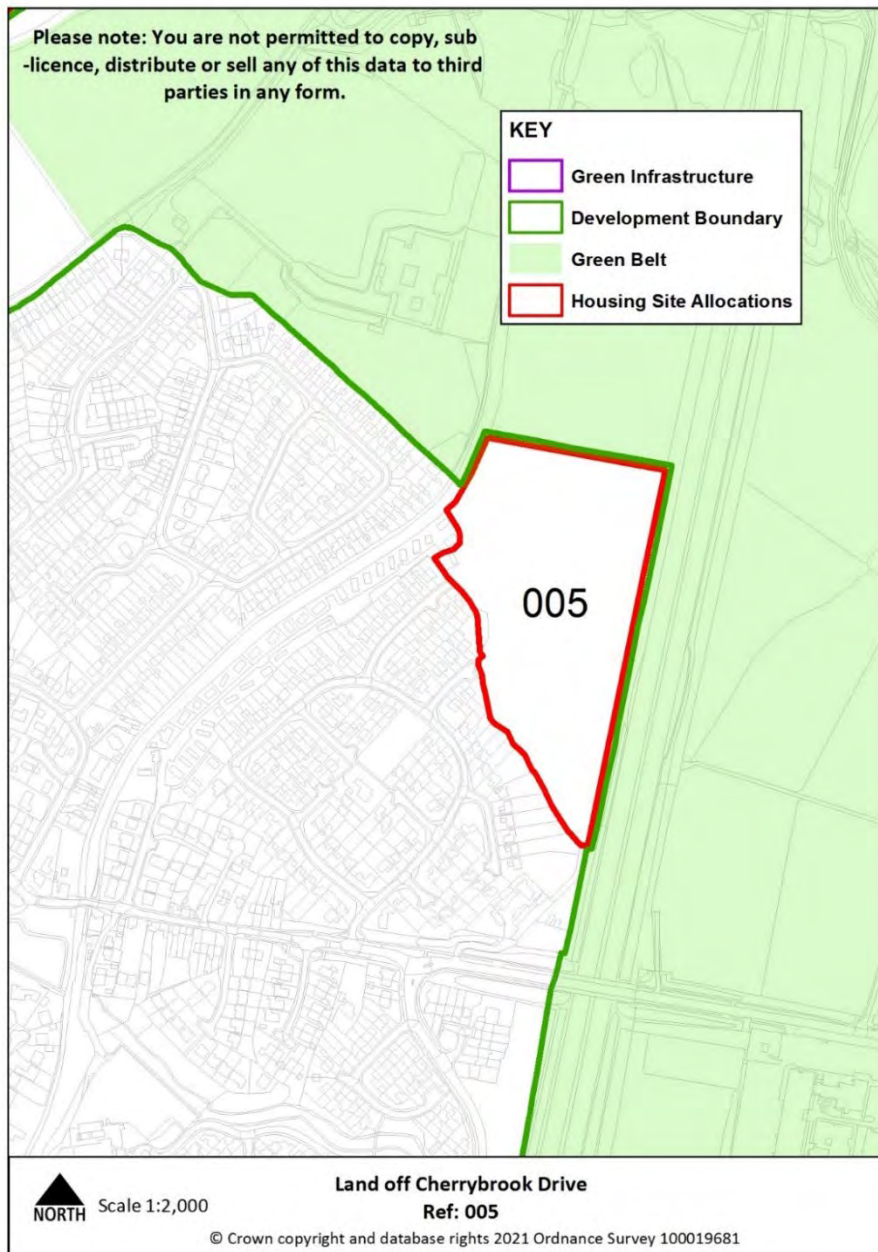 Please note: You are not permitted to copy, sub
-licence, distribute or sell any of this data to third
parties in any form.
KEY
Green Infrastructure
Development Boundary
Green Belt
Housing Site Allocations
005
NORTH
Scale 1:2,000
Land off Cherrybrook Drive
Ref: 005
© Crown copyright and database rights 2021 Ordnance Survey 100019681